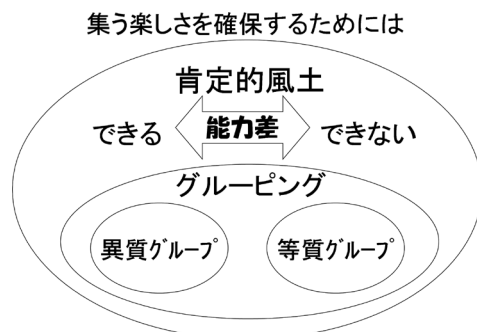 集う楽しさを確保するためには
肯定的風土
できる 能力差 できない
グルーピング
異質グループ 等質グループ